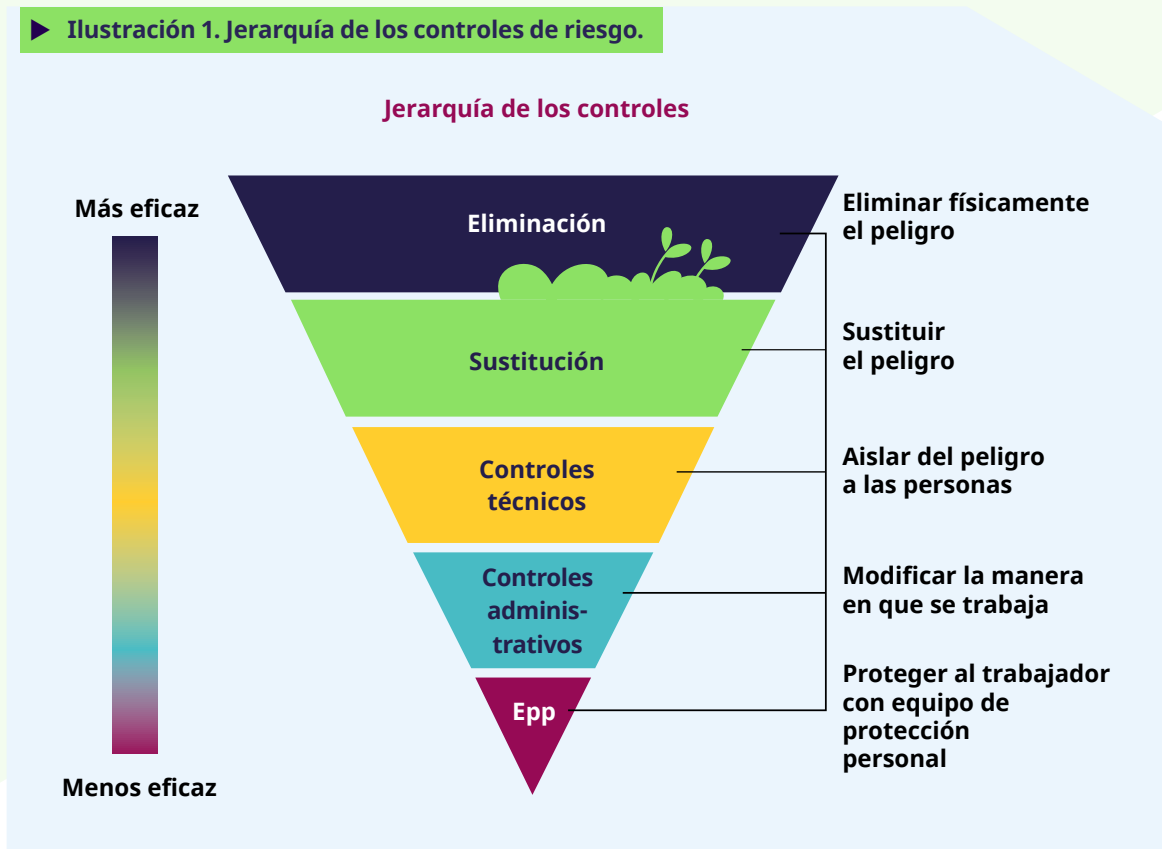 Ilustración 1. Jerarquía de los controles de riesgo.
Jerarquía de los controles
Más eficaz
Menos eficaz
Eliminación
Eliminar físicamente
el peligro
Sustitución
Sustituir
el peligro
Controles
técnicos
Aislar del peligro
a las personas
Controles
adminis-
trativos
Modificar la manera
en que se trabaja
Epp
Proteger al trabajador
con equipo de
protección
personal